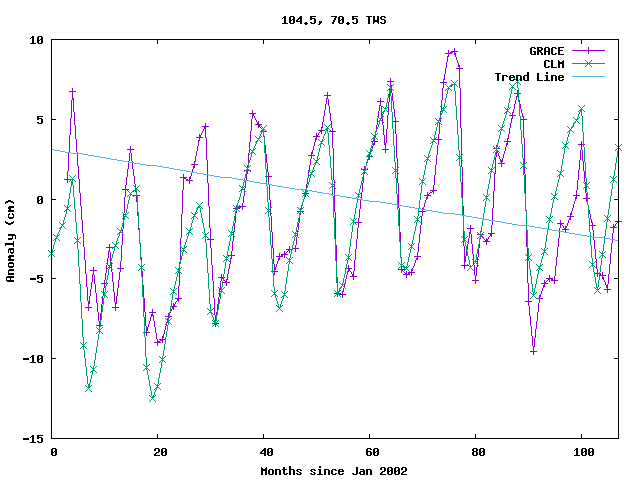 104.5, 70.5 TWS
GRACE
CLM
Trend Line
10
5
0
-5
-10
-15
Anomaly (cm)
0 20 40 60 80 100
Months since Jan 2002